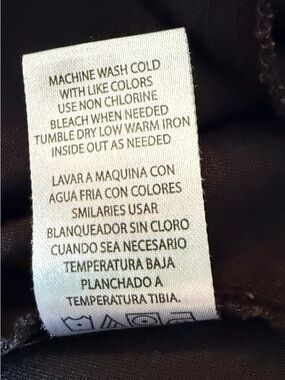 MACHINE WASH COLD
WITH LIKE COLORS
USE NON CHLORINE
BLEACH WHEN NEEDED
TUMBLE DRY LOW WARM IRON
INSIDE OUT AS NEEDED
LAVAR A MAQUINA CON
AGUA FRIA CON COLORES
SMILARIES USAR
BLANQUEADOR SIN CLORO
CUANDO SEA NECESARIO
TEMPERATURA BAJA
PLANCHADO A
TEMPERATURA TIBIA.